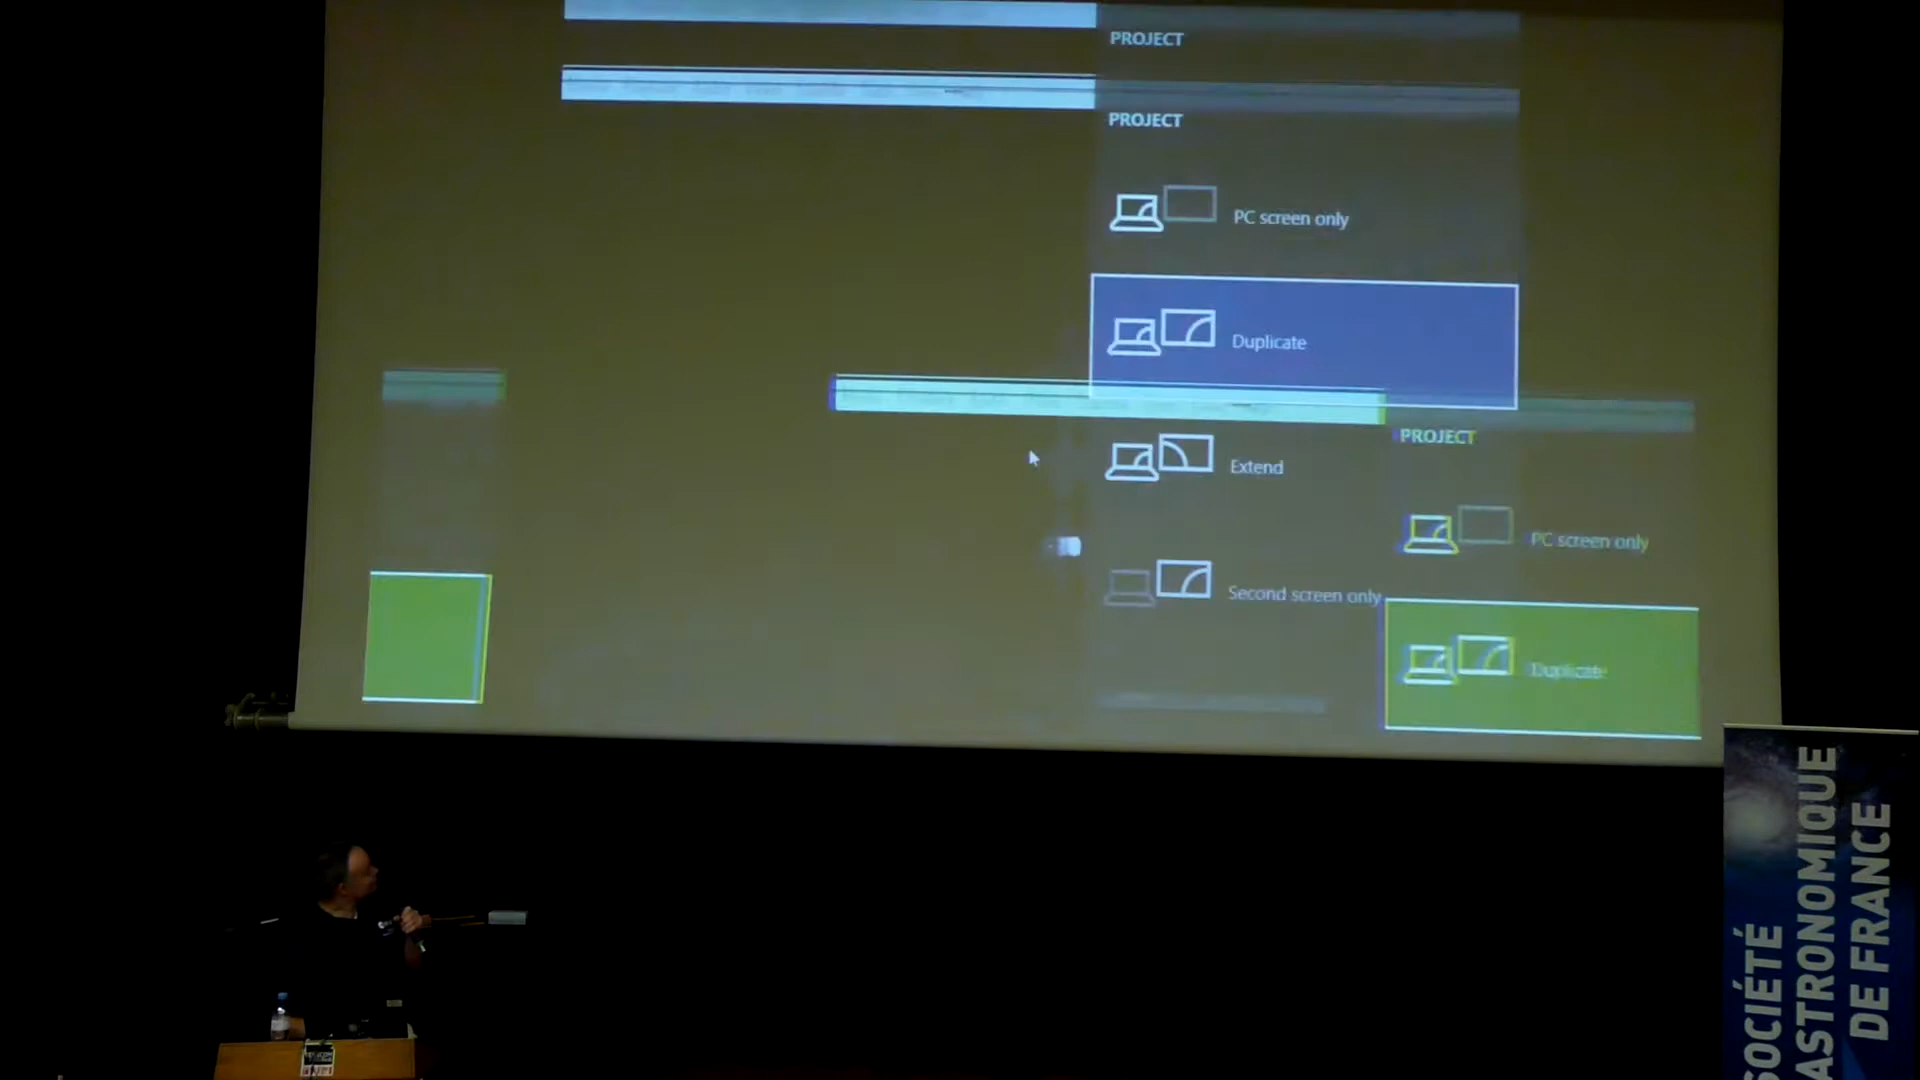 PROJECT
PROJECT
PC screen only
Duplicate
Extend
Second screen only
PROJECT
PC screen only
Duplicate
SOCIÉTÉ
ASTRONOMIQUE
DE FRANCE